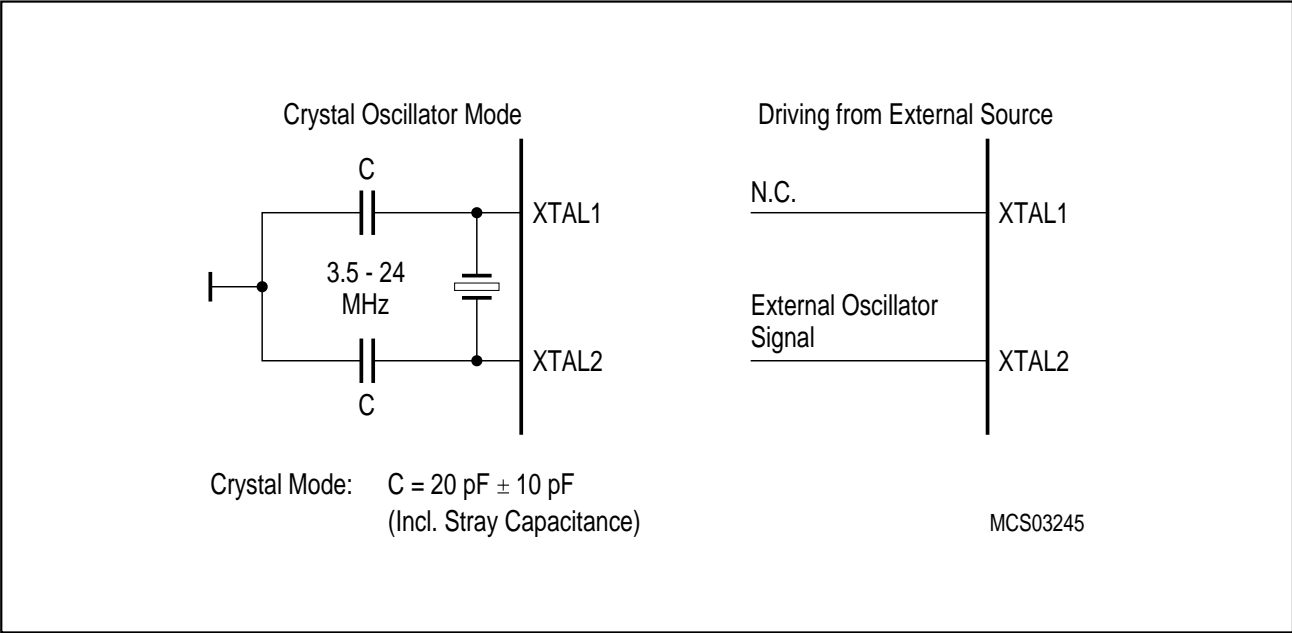 Crystal Oscillator Mode
C
XTAL1
3.5 - 24
MHz
XTAL2
C
Crystal Mode: C = 20 pF ± 10 pF
(Incl. Stray Capacitance)
Driving from External Source
N.C.
XTAL1
External Oscillator
Signal
XTAL2
MCS03245